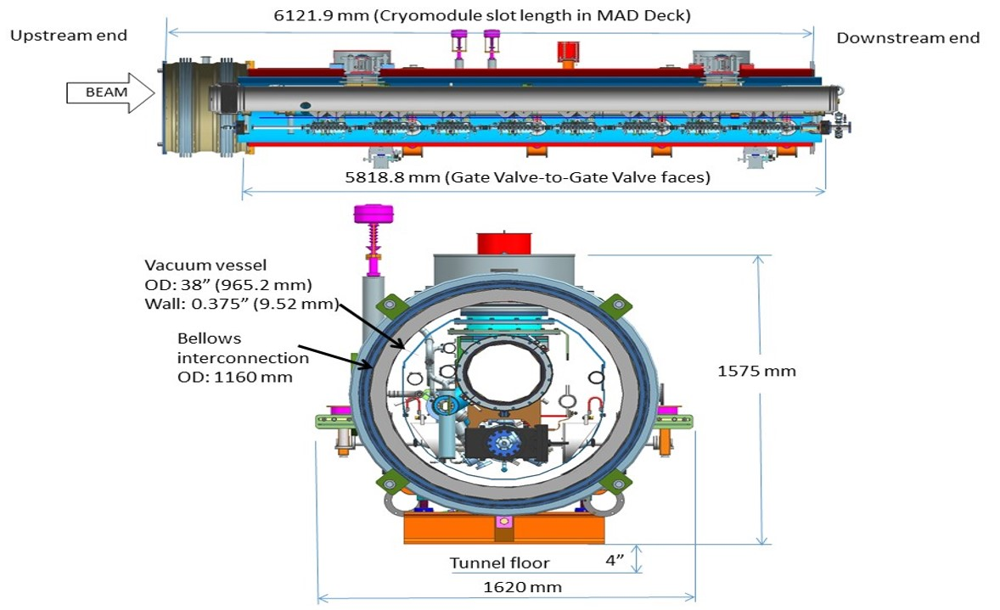 6121.9 mm (Cryomodule slot length in MAD Deck)
Upstream end
Downstream end
BEAM
5818.8 mm (Gate Valve-to-Gate Valve faces)
Vacuum vessel
OD: 38” (965.2 mm)
Wall: 0.375” (9.52 mm)
Bellows
interconnection
OD: 1160 mm
1575 mm
Tunnel floor
4”
1620 mm